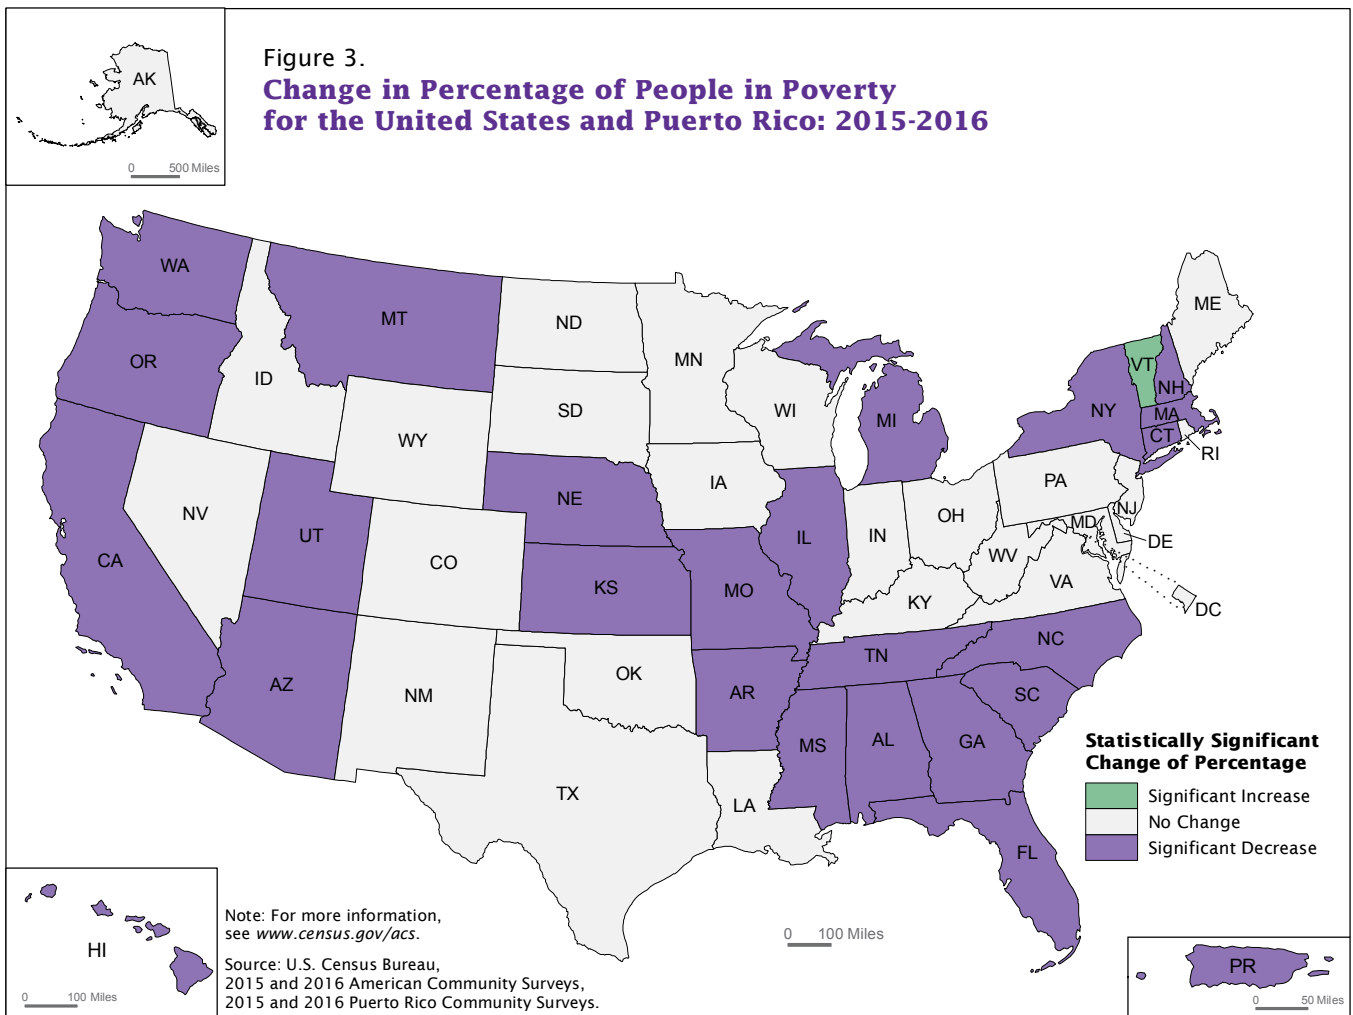 AK
0 500 Miles
Figure 3.
Change in Percentage of People in Poverty
for the United States and Puerto Rico: 2015-2016
WA
MT
ND
MN
ME
OR
ID
SD
WI
MI
NY
VT
NH
MA
CT
RI
WY
IA
PA
NJ
NE
NV
UT
CO
IL
IN
OH
MD
DE
WV
VA
DC
CA
KS
MO
KY
AZ
NM
OK
AR
TN
NC
SC
MS
AL
GA
TX
LA
FL
Statistically Significant
Change of Percentage
Significant Increase
No Change
Significant Decrease
HI
0 100 Miles
Note: For more information,
see www.census.gov/acs.
Source: U.S. Census Bureau,
2015 and 2016 American Community Surveys,
2015 and 2016 Puerto Rico Community Surveys.
0 100 Miles
PR
0 50 Miles